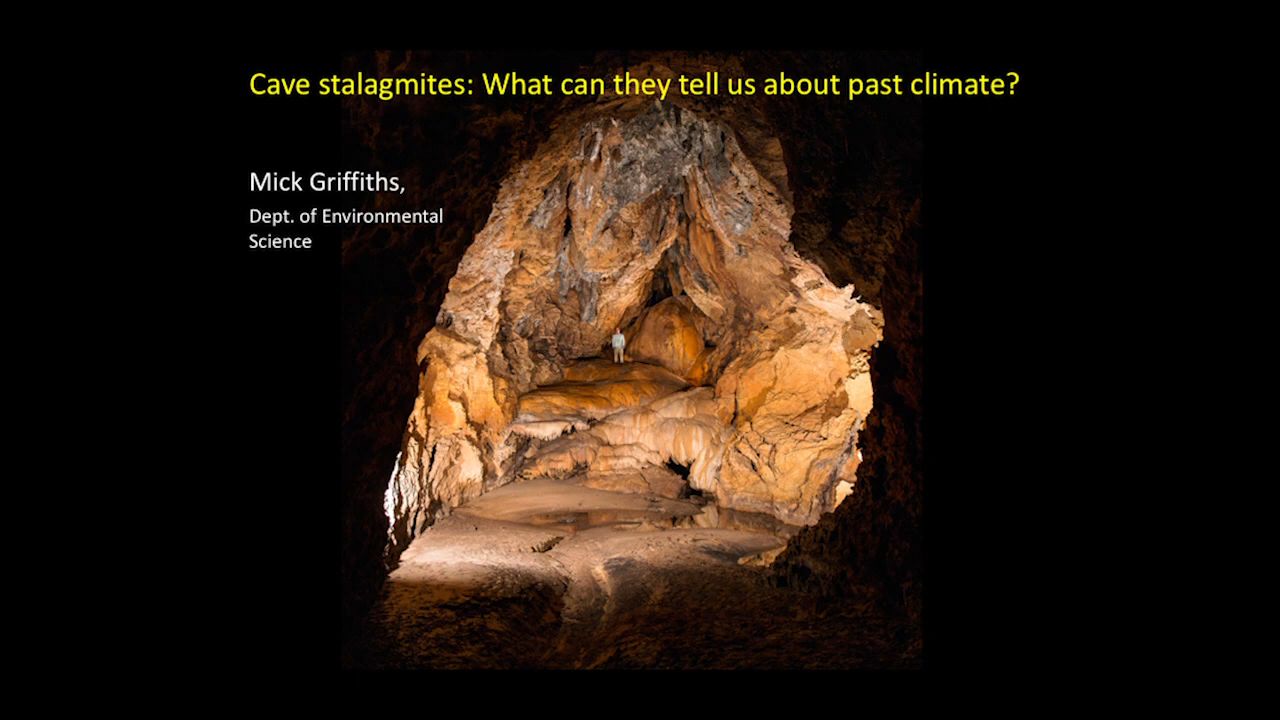 Cave stalagmites: What can they tell us about past climate?
Mick Griffiths,
Dept. of Environmental
Science